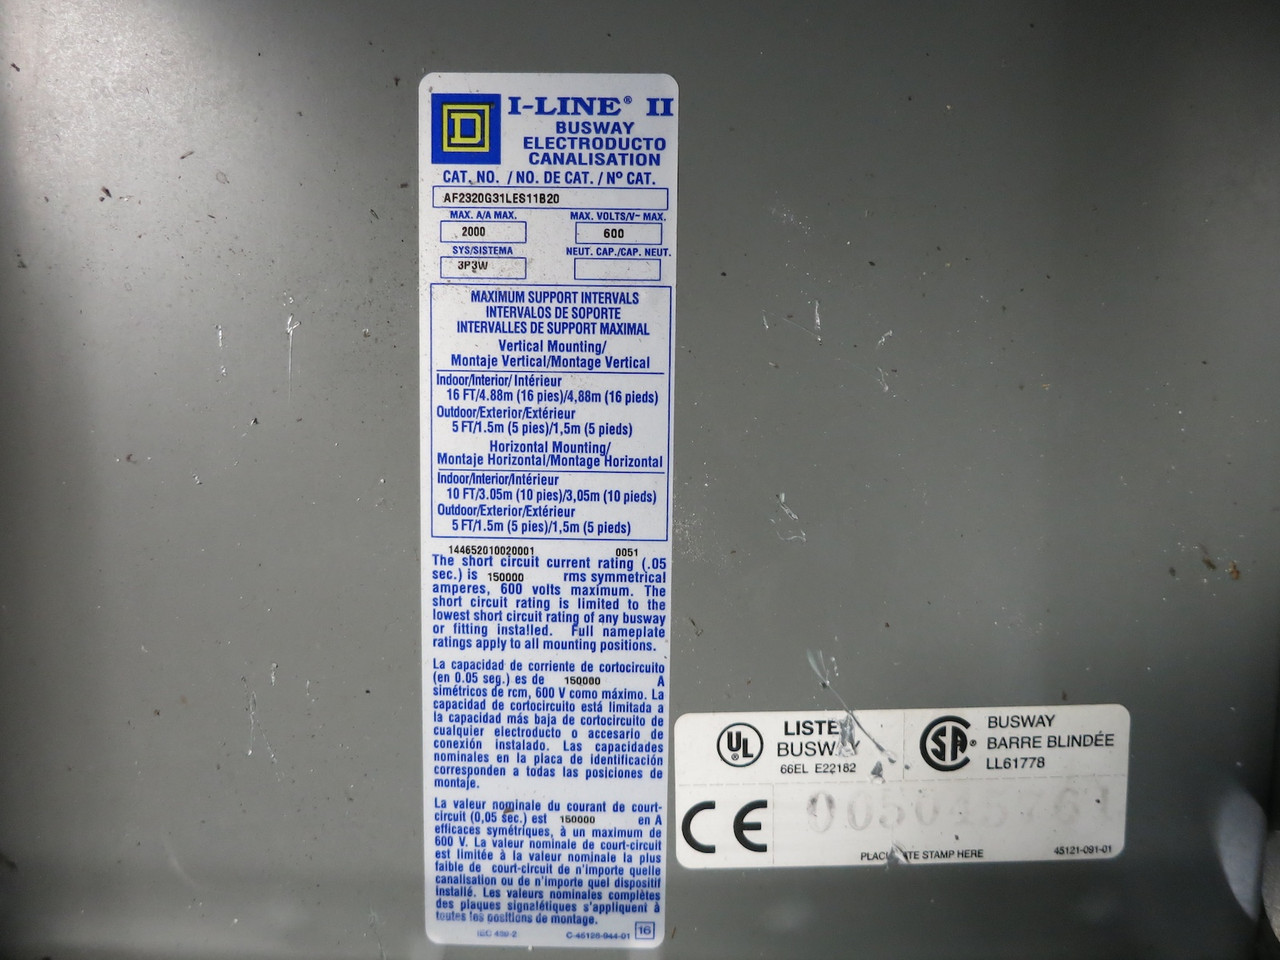 D
I-LINE® II
BUSWAY
ELECTRODUCTO
CANALISATION
CAT. NO. / NO. DE CAT. / Nº CAT.
AF2320G31LES11B20
MAX. A/A MAX. MAX. VOLTS/V~ MAX.
2000 600
SYS/SISTEMA NEUT. CAP./CAP. NEUT.
3P3W
MAXIMUM SUPPORT INTERVALS
INTERVALOS DE SOPORTE
INTERVALLES DE SUPPORT MAXIMAL
Vertical Mounting/
Montaje Vertical/Montage Vertical
Indoor/Interior/ Intérieur
16 FT/4.88m (16 pies)/4,88m (16 pieds)
Outdoor/Exterior/Extérieur
5 FT/1.5m (5 pies)/1,5m (5 pieds)
Horizontal Mounting/
Montaje Horizontal/Montage Horizontal
Indoor/Interior/Intérieur
10 FT/3.05m (10 pies)/3,05m (10 pieds)
Outdoor/Exterior/Extérieur
5 FT/1.5m (5 pies)/1,5m (5 pieds)
144652010020001 0051
The short circuit current rating (.05
sec.) is 150000 rms symmetrical
amperes, 600 volts maximum. The
short circuit rating is limited to the
lowest short circuit rating of any busway
or fitting installed. Full nameplate
ratings apply to all mounting positions.
La capacidad de corriente de cortocircuito
(en 0.05 seg.) es de 150000 A
simétricos de rcm, 600 V como máximo. La
capacidad de cortocircuito está limitada a
la capacidad más baja de cortocircuito de
cualquier electroducto o accesario de
conexión instalado. Las capacidades
nominales en la placa de identificación
corresponden a todas las posiciones de
montaje.
La valeur nominale du courant de court-
circuit (0,05 sec.) est 150000 en A
efficaces symétriques, à un maximum de
600 V. La valeur nominale de court-circuit
est limitée à la valeur nominale la plus
faible de court-circuit de n'importe quelle
canalisation ou de n'importe quel dispositif
installé. Les valeurs nominales complètes
des plaques signalétiques s'appliquent à
toutes les positions de montage.
IEC 439-2 C-45125-944-01 16
UL® LISTED
BUSWAY
66EL E22182
SA® BUSWAY
BARRE BLINDÉE
LL61778
CE
STAMP HERE 45121-091-01